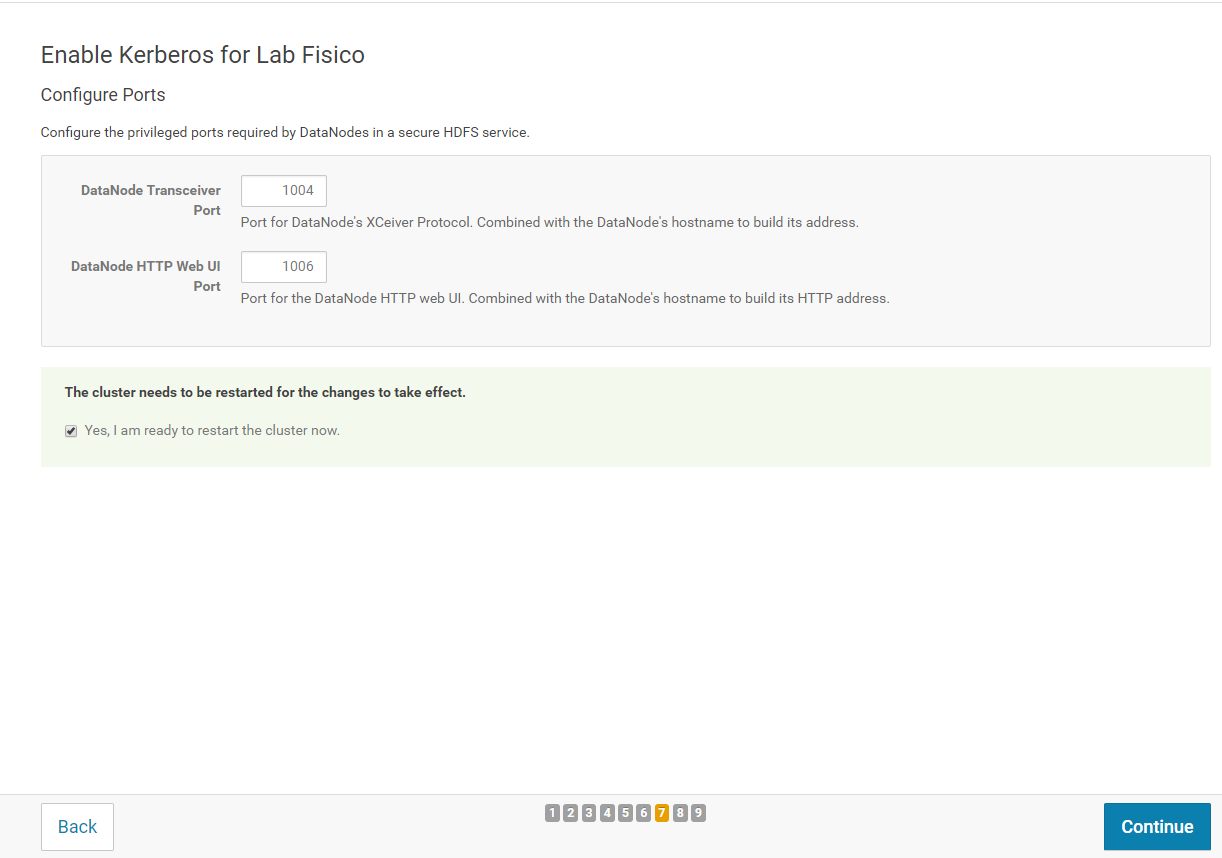 Enable Kerberos for Lab Fisico
Configure Ports
Configure the privileged ports required by DataNodes in a secure HDFS service.
DataNode Transceiver
Port
1004
Port for DataNode's XCeiver Protocol. Combined with the DataNode's hostname to build its address.
DataNode HTTP Web UI
Port
1006
Port for the DataNode HTTP web UI. Combined with the DataNode's hostname to build its HTTP address.
The cluster needs to be restarted for the changes to take effect.
Yes, I am ready to restart the cluster now.
Back
1 2 3 4 5 6 7 8 9
Continue